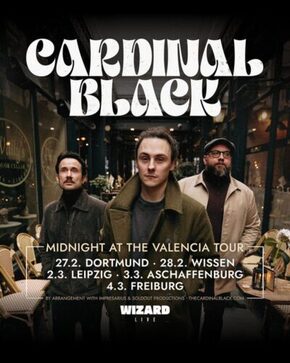 CARDINAL
BLACK
MIDNIGHT AT THE VALENCIA TOUR
27.2. DORTMUND · 28.2. WISSEN
2.3. LEIPZIG · 3.3. ASCHAFFENBURG
4.3. FREIBURG
BY ARRANGEMENT WITH IMPRESARIUS & SOLDOUT PRODUCTIONS · THECARDINALBLACK.COM
WIZARD
LIVE